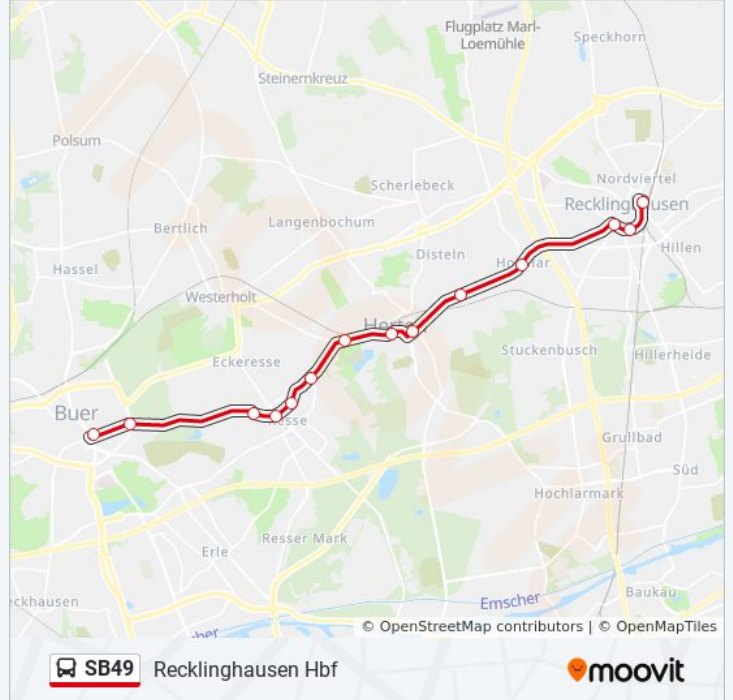 Flugplatz Marl-
Loemühle
Speckhorn
Steinernkreuz
Polsum
Nordviertel
Scherlebeck
Recklinghausen
Langenbochum
Bertlich
Hillen
Disteln
Hassel
Westerholt
Stuckenbusch
Hillerheide
Eckeresse
Buer
Grullbad
Süd
Hochlarmark
Resser Mark
Erle
Baukau
Emscher
© OpenStreetMap contributors | © OpenMapTiles
SB49
Recklinghausen Hbf
moovit